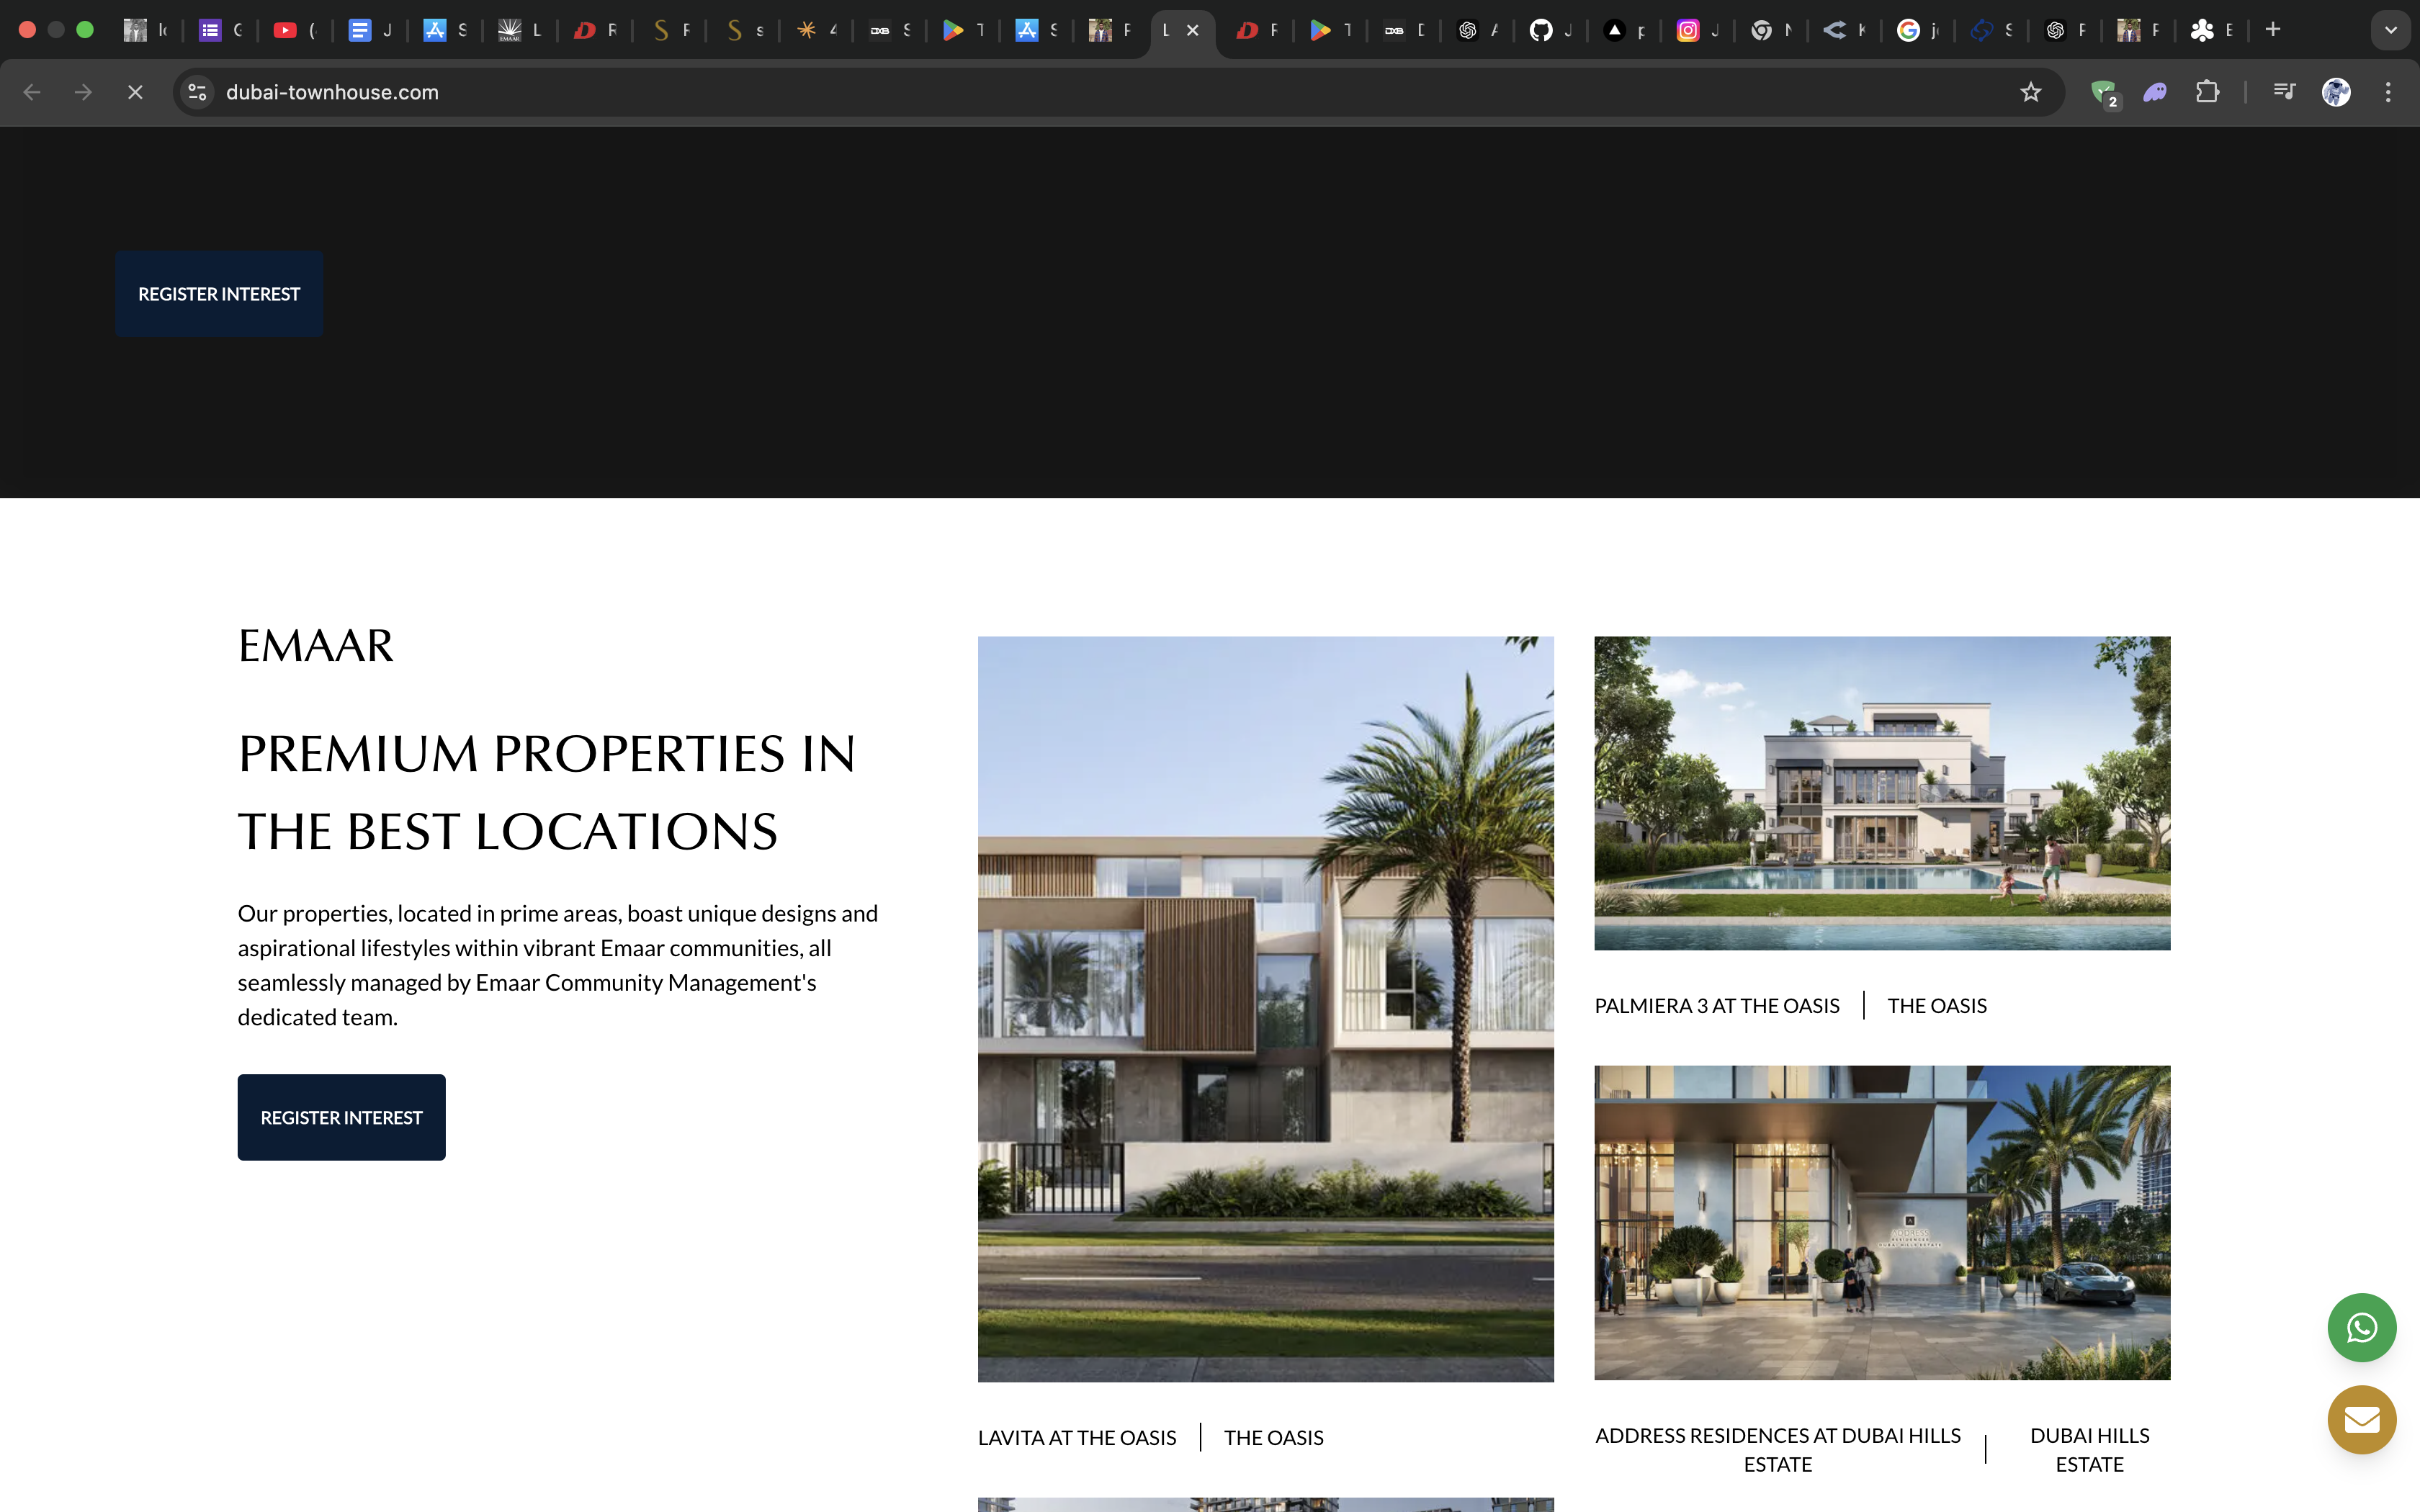 dubai-townhouse.com
2
REGISTER INTEREST
EMAAR
PREMIUM PROPERTIES IN
THE BEST LOCATIONS
Our properties, located in prime areas, boast unique designs and
aspirational lifestyles within vibrant Emaar communities, all
seamlessly managed by Emaar Community Management's
dedicated team.
REGISTER INTEREST
PALMIERA 3 AT THE OASIS | THE OASIS
LAVITA AT THE OASIS | THE OASIS
ADDRESS RESIDENCES AT DUBAI HILLS
ESTATE
DUBAI HILLS
ESTATE